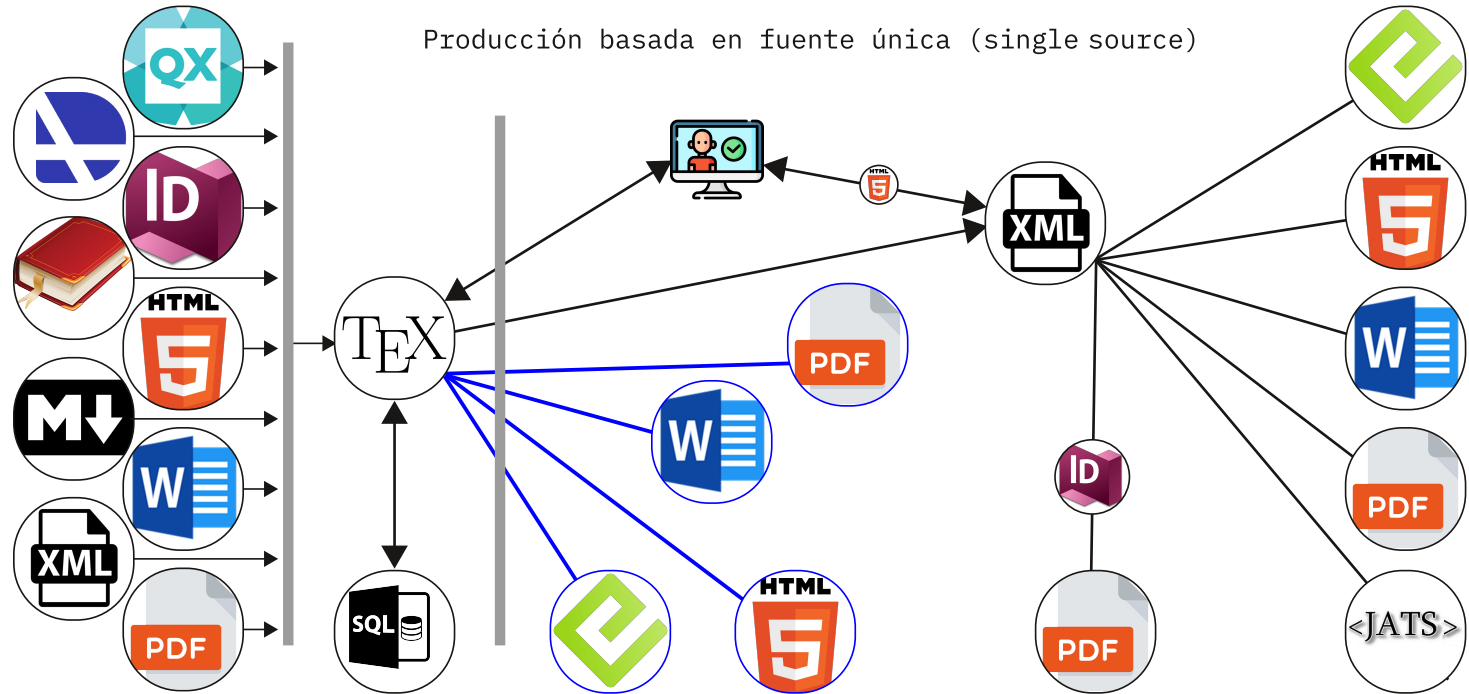 Producción basada en fuente única (single source)
QX
ID
HTML
5
M
W
XML
PDF
TEX
SQL
HTML
5
PDF
W
HTML
5
XML
ID
PDF
HTML
5
W
PDF
<JATS>